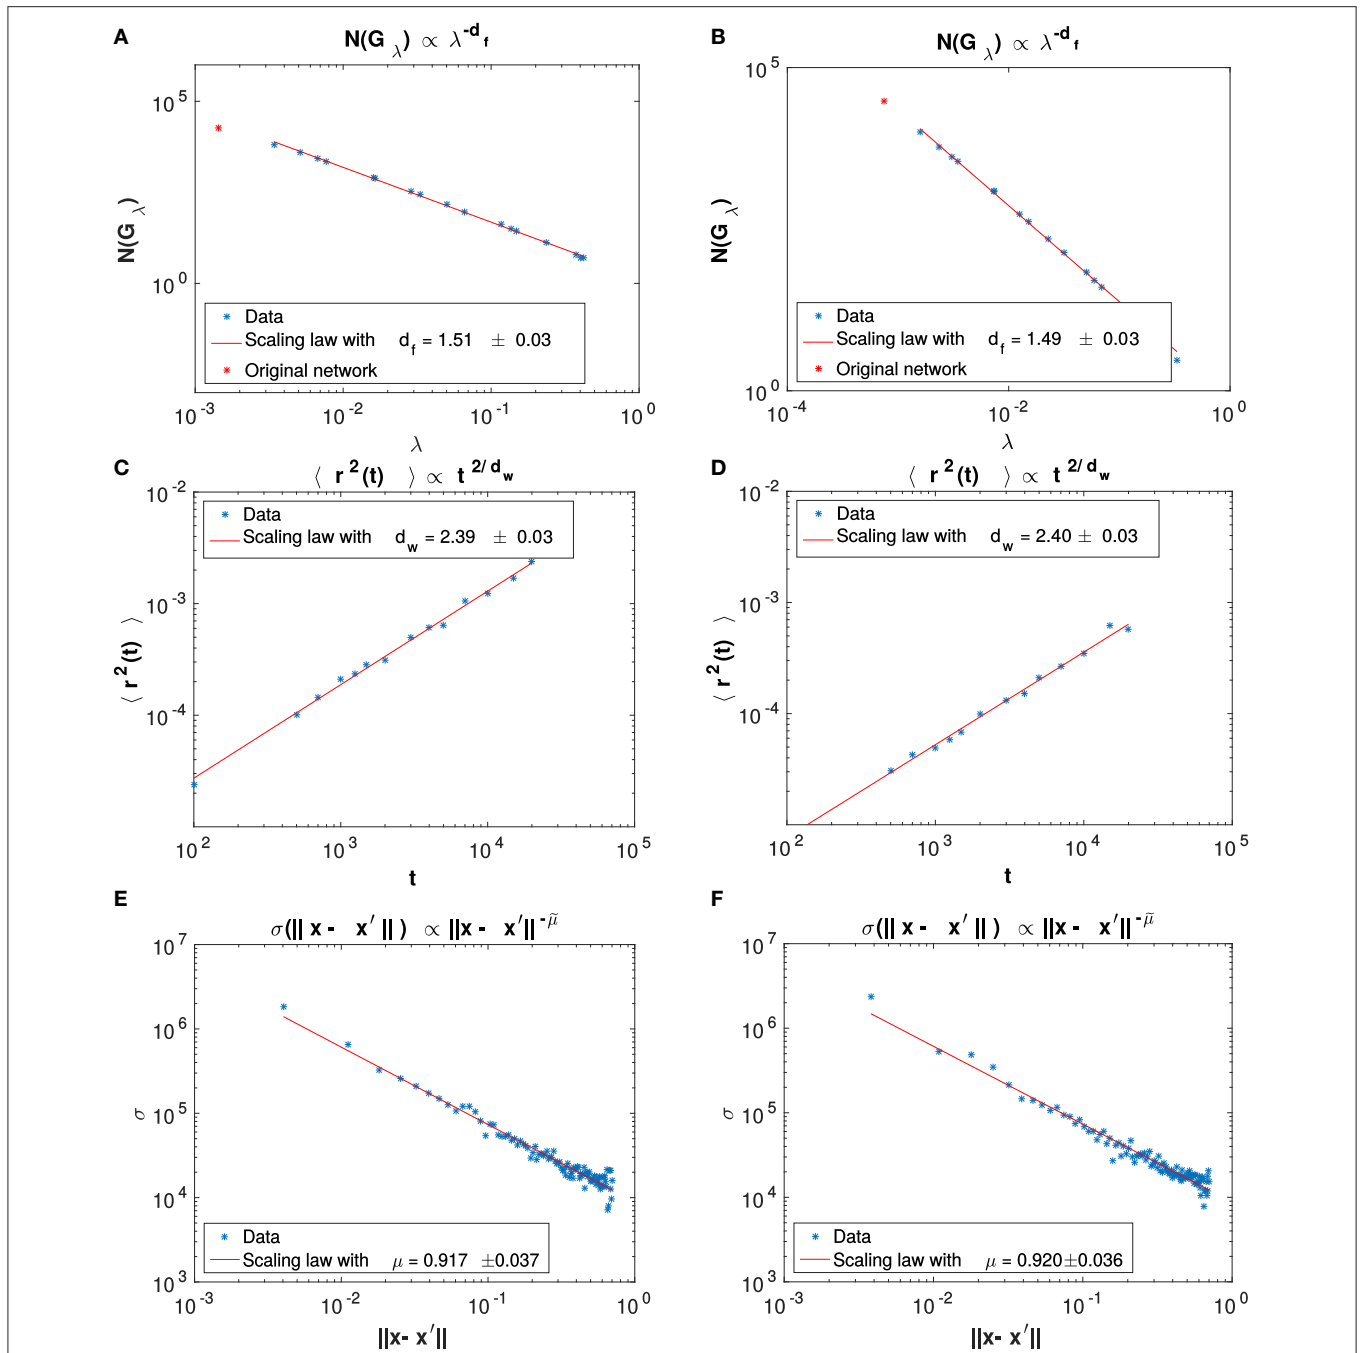 A
N(G λ) ∝ λ^-d f
10^5
10^0
N(G λ)
Data
Scaling law with d f = 1.51 ± 0.03
Original network
10^-3 10^-2 10^-1 10^0
λ
B
N(G λ) ∝ λ^-d f
10^5
10^0
N(G λ)
Data
Scaling law with d f = 1.49 ± 0.03
Original network
10^-4 10^-2 10^0
λ
C
⟨ r^2(t) ⟩ ∝ t^2/d w
10^-2
10^-3
10^-4
⟨ r^2(t) ⟩
Data
Scaling law with d w = 2.39 ± 0.03
10^2 10^3 10^4 10^5
t
D
⟨ r^2(t) ⟩ ∝ t^2/d w
10^-2
10^-3
10^-4
⟨ r^2(t) ⟩
Data
Scaling law with d w = 2.40 ± 0.03
10^2 10^3 10^4 10^5
t
E
σ(|| x - x′ || ) ∝ ||x - x′ ||^-μ̃
10^7
10^6
10^5
10^4
10^3
σ
Data
Scaling law with μ = 0.917 ±0.037
10^-3 10^-2 10^-1 10^0
||x- x′||
F
σ(|| x - x′ || ) ∝ ||x - x′ ||^-μ̃
10^7
10^6
10^5
10^4
10^3
σ
Data
Scaling law with μ = 0.920±0.036
10^-3 10^-2 10^-1 10^0
||x- x′||